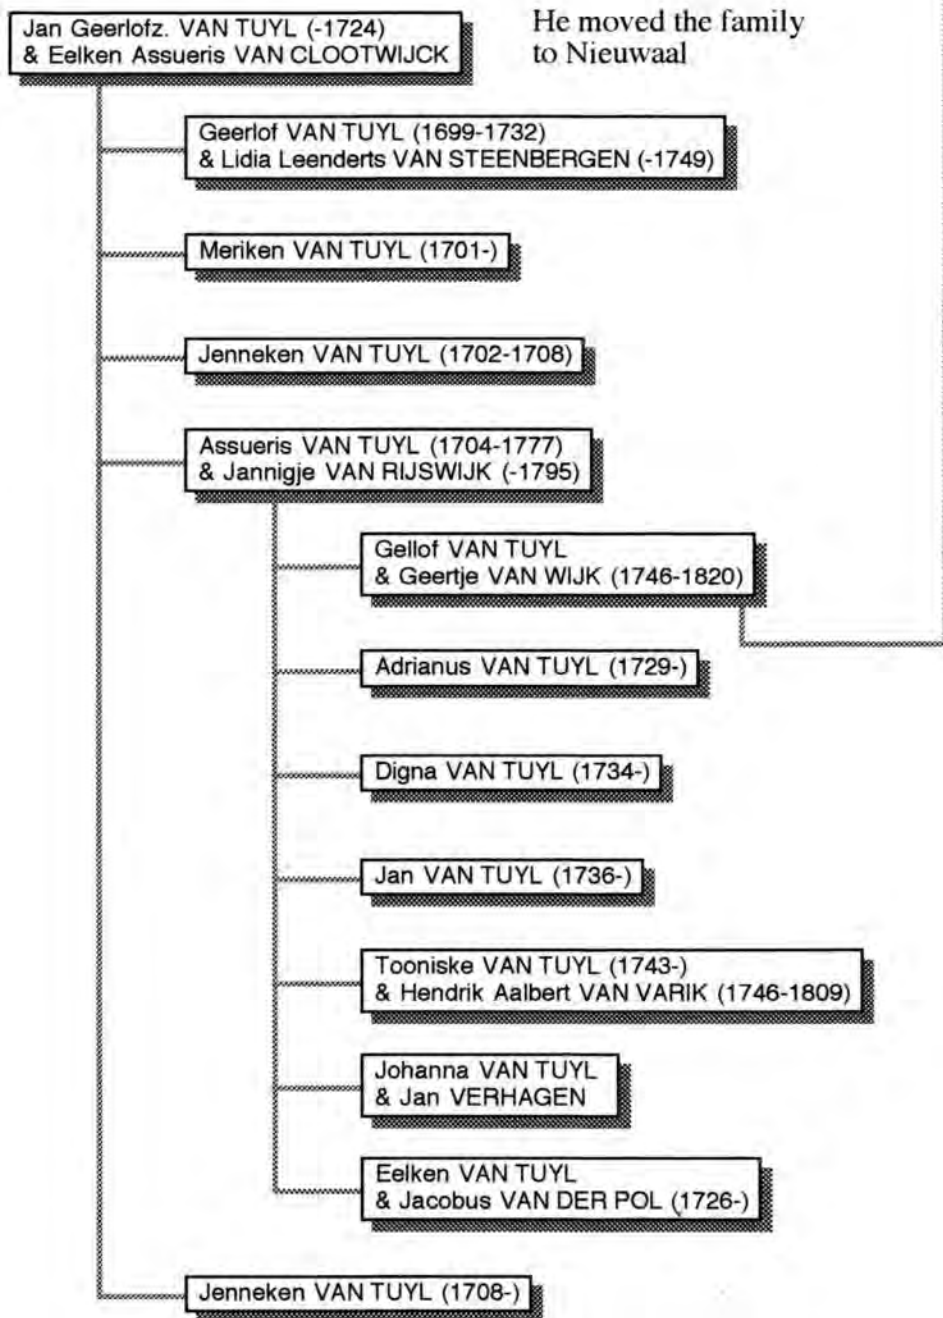 Jan Geerlofz. VAN TUYL (-1724)
& Eelken Assueris VAN CLOOTWIJCK
He moved the family
to Nieuwaal
Geerlof VAN TUYL (1699-1732)
& Lidia Leenderts VAN STEENBERGEN (-1749)
Meriken VAN TUYL (1701-)
Jenneken VAN TUYL (1702-1708)
Assueris VAN TUYL (1704-1777)
& Jannigje VAN RIJSWIJK (-1795)
Gellof VAN TUYL
& Geertje VAN WIJK (1746-1820)
Adrianus VAN TUYL (1729-)
Digna VAN TUYL (1734-)
Jan VAN TUYL (1736-)
Tooniske VAN TUYL (1743-)
& Hendrik Aalbert VAN VARIK (1746-1809)
Johanna VAN TUYL
& Jan VERHAGEN
Eelken VAN TUYL
& Jacobus VAN DER POL (1726-)
Jenneken VAN TUYL (1708-)